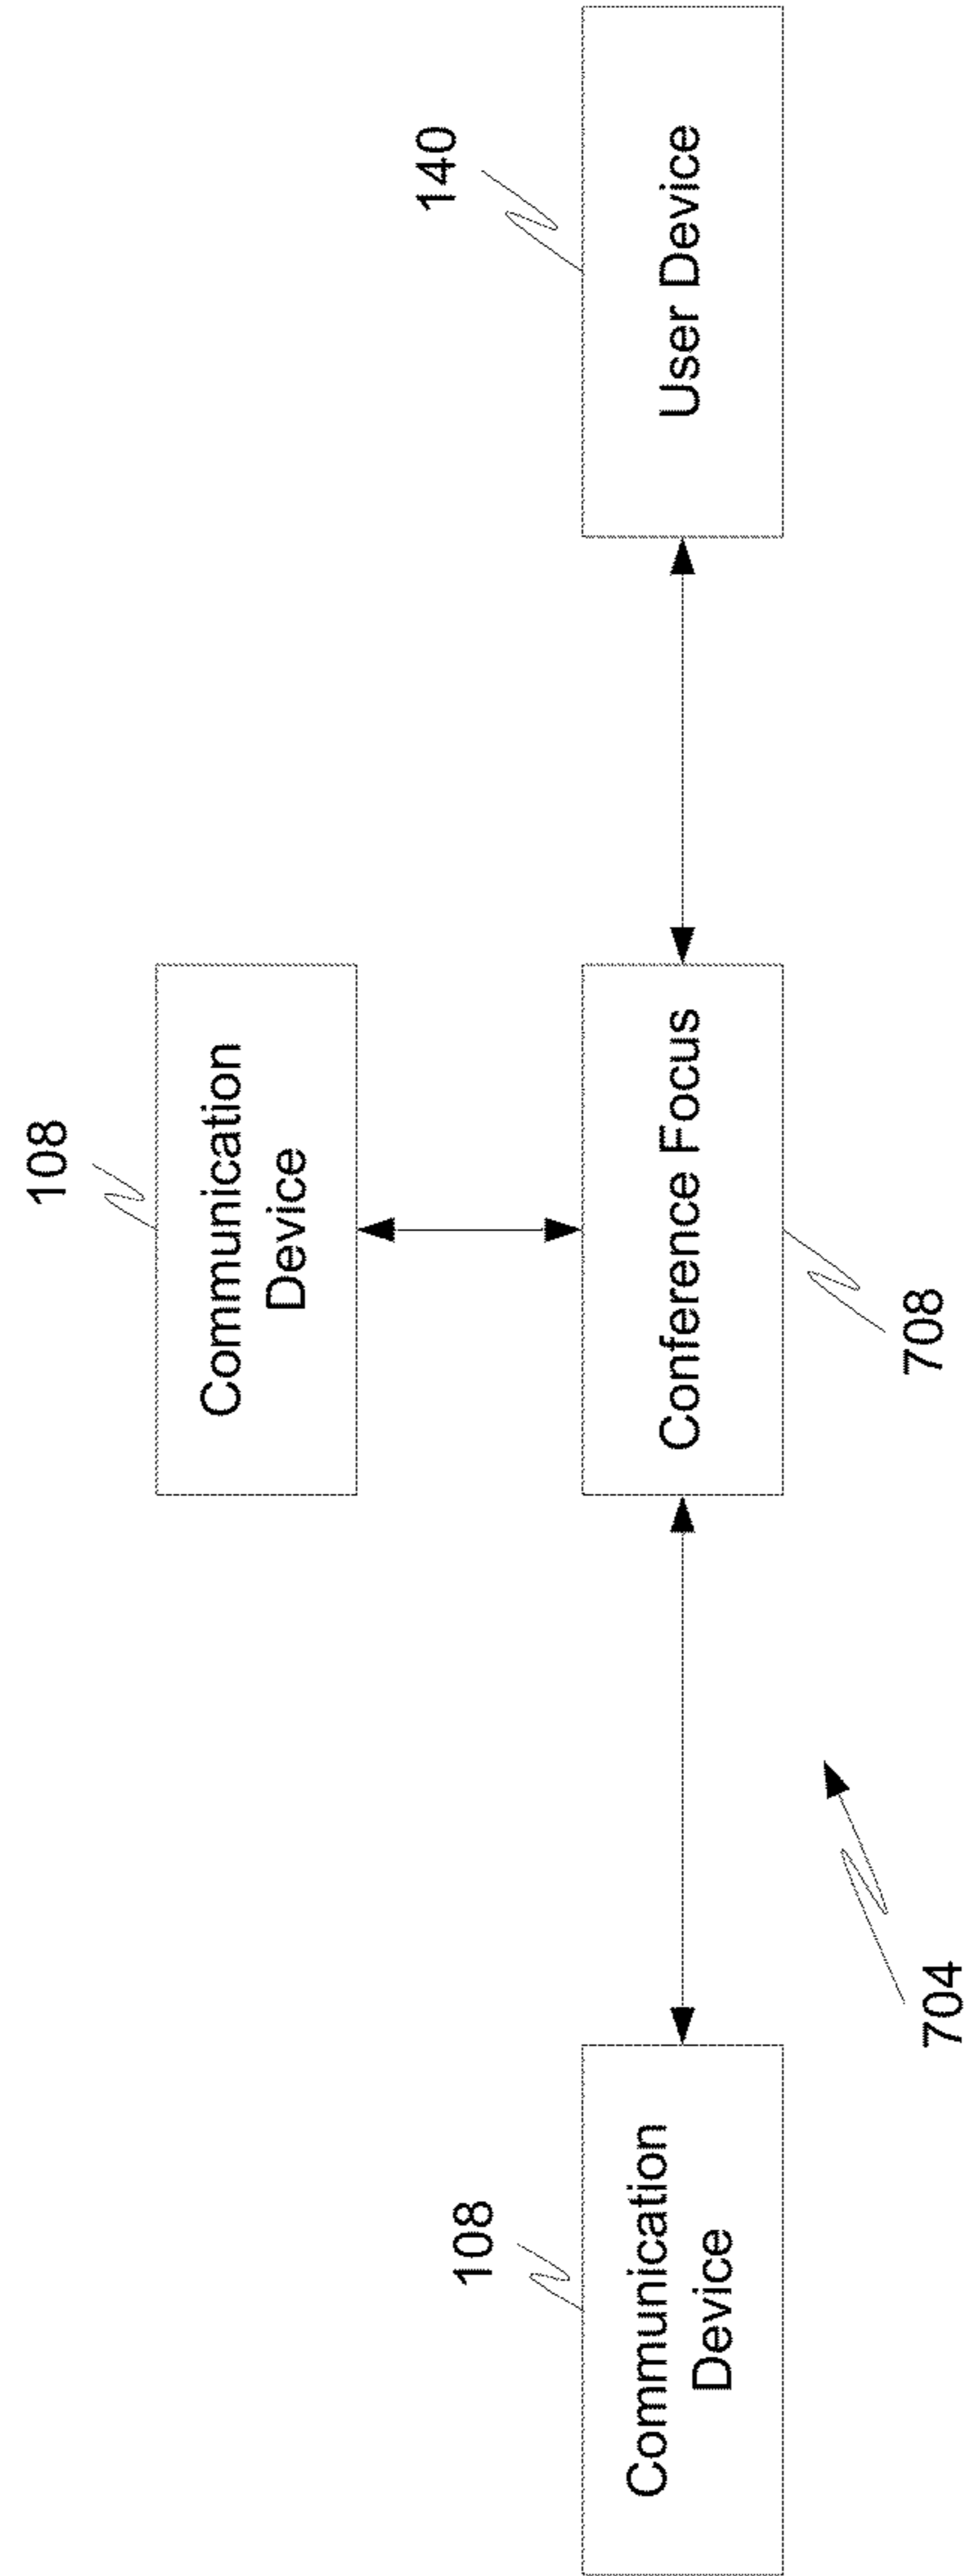 108
Communication
Device
108
Communication
Device
Conference Focus
708
140
User Device
704